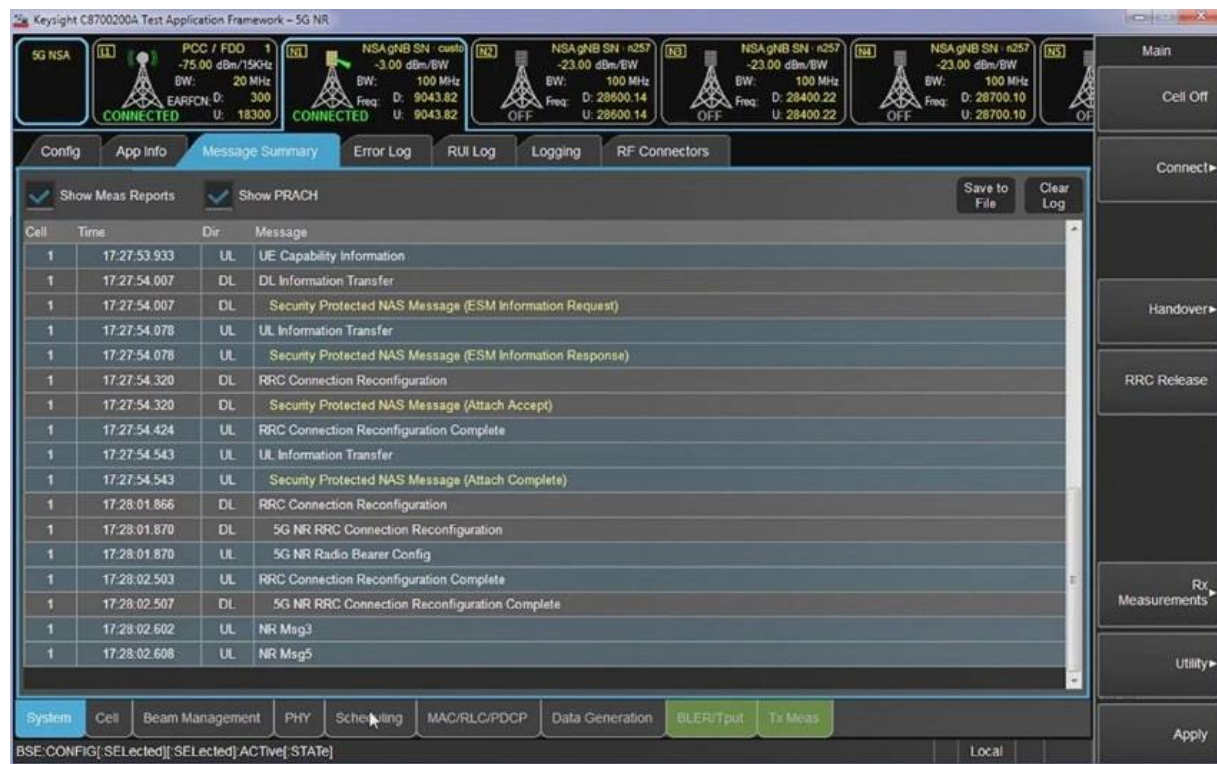 Keysight C8700200A Test Application Framework – 5G NR
5G NSA
L1
PCC / FDD 1
-75.00 dBm/15KHz
BW: 20 MHz
EARFCN: D: 300
CONNECTED U: 18300
N1
NSA gNB SN - custo
-3.00 dBm/BW
BW: 100 MHz
Freq: D: 9043.82
CONNECTED U: 9043.82
N2
NSA gNB SN - n257
-23.00 dBm/BW
BW: 100 MHz
Freq: D: 28600.14
OFF U: 28600.14
N3
NSA gNB SN - n257
-23.00 dBm/BW
BW: 100 MHz
Freq: D: 28400.22
OFF U: 28400.22
N4
NSA gNB SN - n257
-23.00 dBm/BW
BW: 100 MHz
Freq: D: 28700.10
OFF U: 28700.10
N5
OF
Config App Info Message Summary Error Log RUI Log Logging RF Connectors
Show Meas Reports Show PRACH
Save to File
Clear Log
Cell Time Dir Message
1 17:27:53.933 UL UE Capability Information
1 17:27:54.007 DL DL Information Transfer
1 17:27:54.007 DL Security Protected NAS Message (ESM Information Request)
1 17:27:54.078 UL UL Information Transfer
1 17:27:54.078 UL Security Protected NAS Message (ESM Information Response)
1 17:27:54.320 DL RRC Connection Reconfiguration
1 17:27:54.320 DL Security Protected NAS Message (Attach Accept)
1 17:27:54.424 UL RRC Connection Reconfiguration Complete
1 17:27:54.543 UL UL Information Transfer
1 17:27:54.543 UL Security Protected NAS Message (Attach Complete)
1 17:28:01.866 DL RRC Connection Reconfiguration
1 17:28:01.870 DL 5G NR RRC Connection Reconfiguration
1 17:28:01.870 UL 5G NR Radio Bearer Config
1 17:28:02.503 UL RRC Connection Reconfiguration Complete
1 17:28:02.507 DL 5G NR RRC Connection Reconfiguration Complete
1 17:28:02.602 UL NR Msg3
1 17:28:02.608 UL NR Msg5
System Cell Beam Management PHY Scheduling MAC/RLC/PDCP Data Generation BLER/Tput Tx Meas
BSE:CONFIG[:SELected][:SELected]:ACTive[:STATe]
Local
Main
Cell Off
Connect
Handover
RRC Release
Rx
Measurements
Utility
Apply